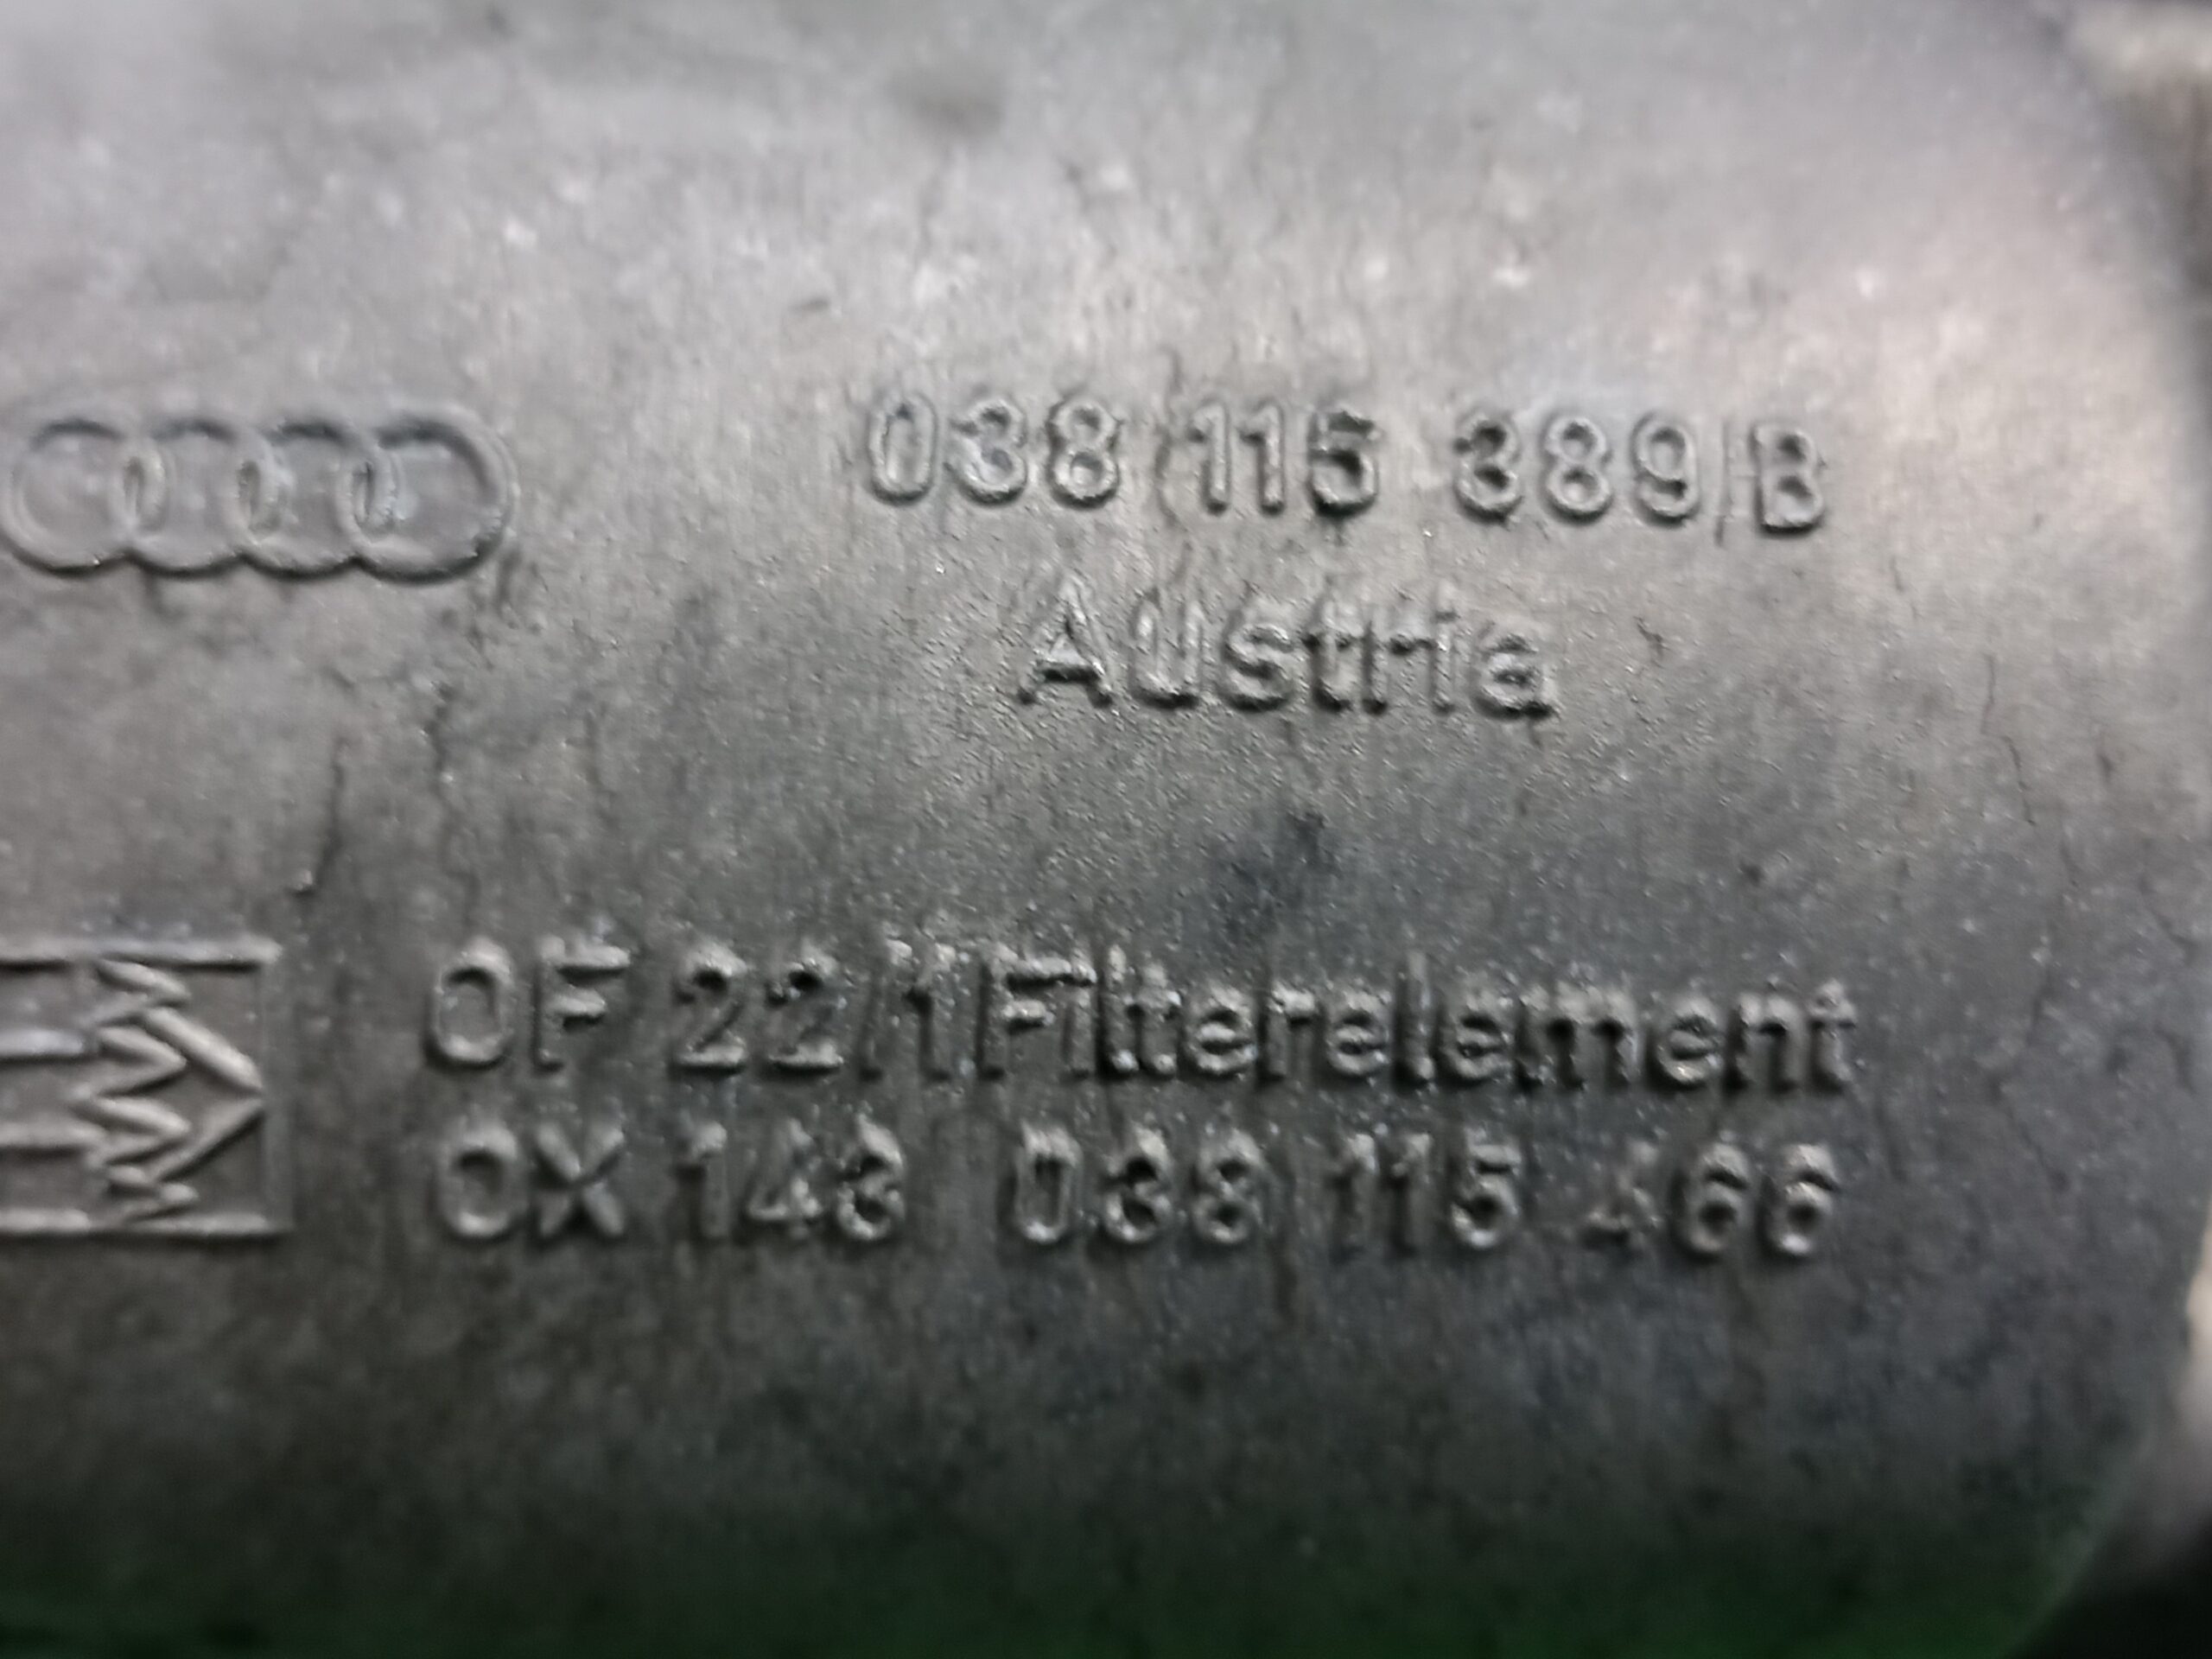 038 115 389 B
Austria
OF 22/1 Filterelement
OX 143 038 115 466